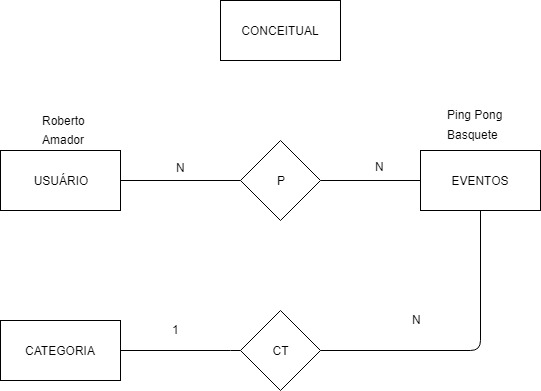 CONCEITUAL
Roberto
Amador
Ping Pong
Basquete
USUÁRIO
N
P
N
EVENTOS
CATEGORIA
1
CT
N